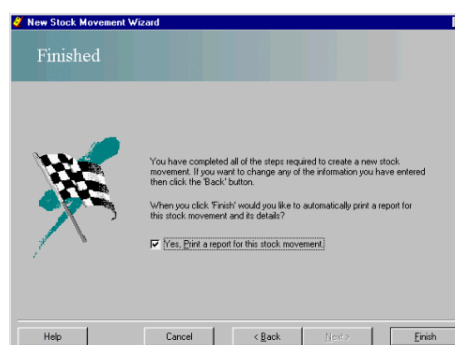 New Stock Movement Wizard
Finished
You have completed all of the steps required to create a new stock
movement. If you want to change any of the information you have entered
then click the 'Back' button.
When you click 'Finish' would you like to automatically print a report for
this stock movement and its details?
Yes, Print a report for this stock movement.
Help Cancel < Back Next > Finish